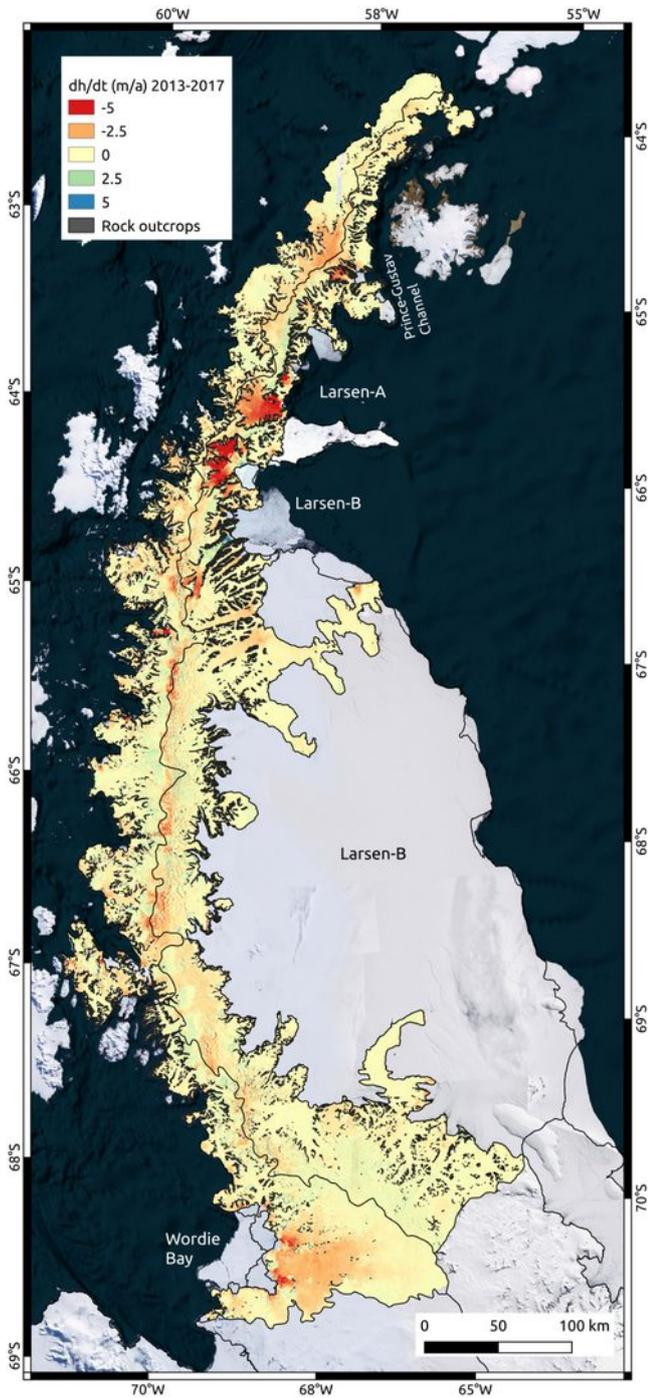 60°W 58°W 55°W
dh/dt (m/a) 2013-2017
-5
-2.5
0
2.5
5
Rock outcrops
64°S
63°S
Prince-Gustav
Channel
65°S
Larsen-A
64°S
66°S
Larsen-B
65°S
67°S
66°S
Larsen-B
68°S
67°S
69°S
68°S
70°S
Wordie
Bay
0 50 100 km
69°S
70°W 68°W 65°W